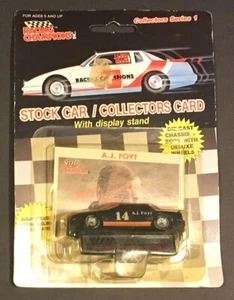 RACING CHAMPIONS
FOR AGES 3 AND UP
Collectors Series 1
RACING CHAMPIONS
STOCK CAR / COLLECTORS CARD
With display stand
DIE CAST
CHASSIS
BODY WITH
DELUXE
WHEELS
A.J. FOYT
14
A.J. FOYT